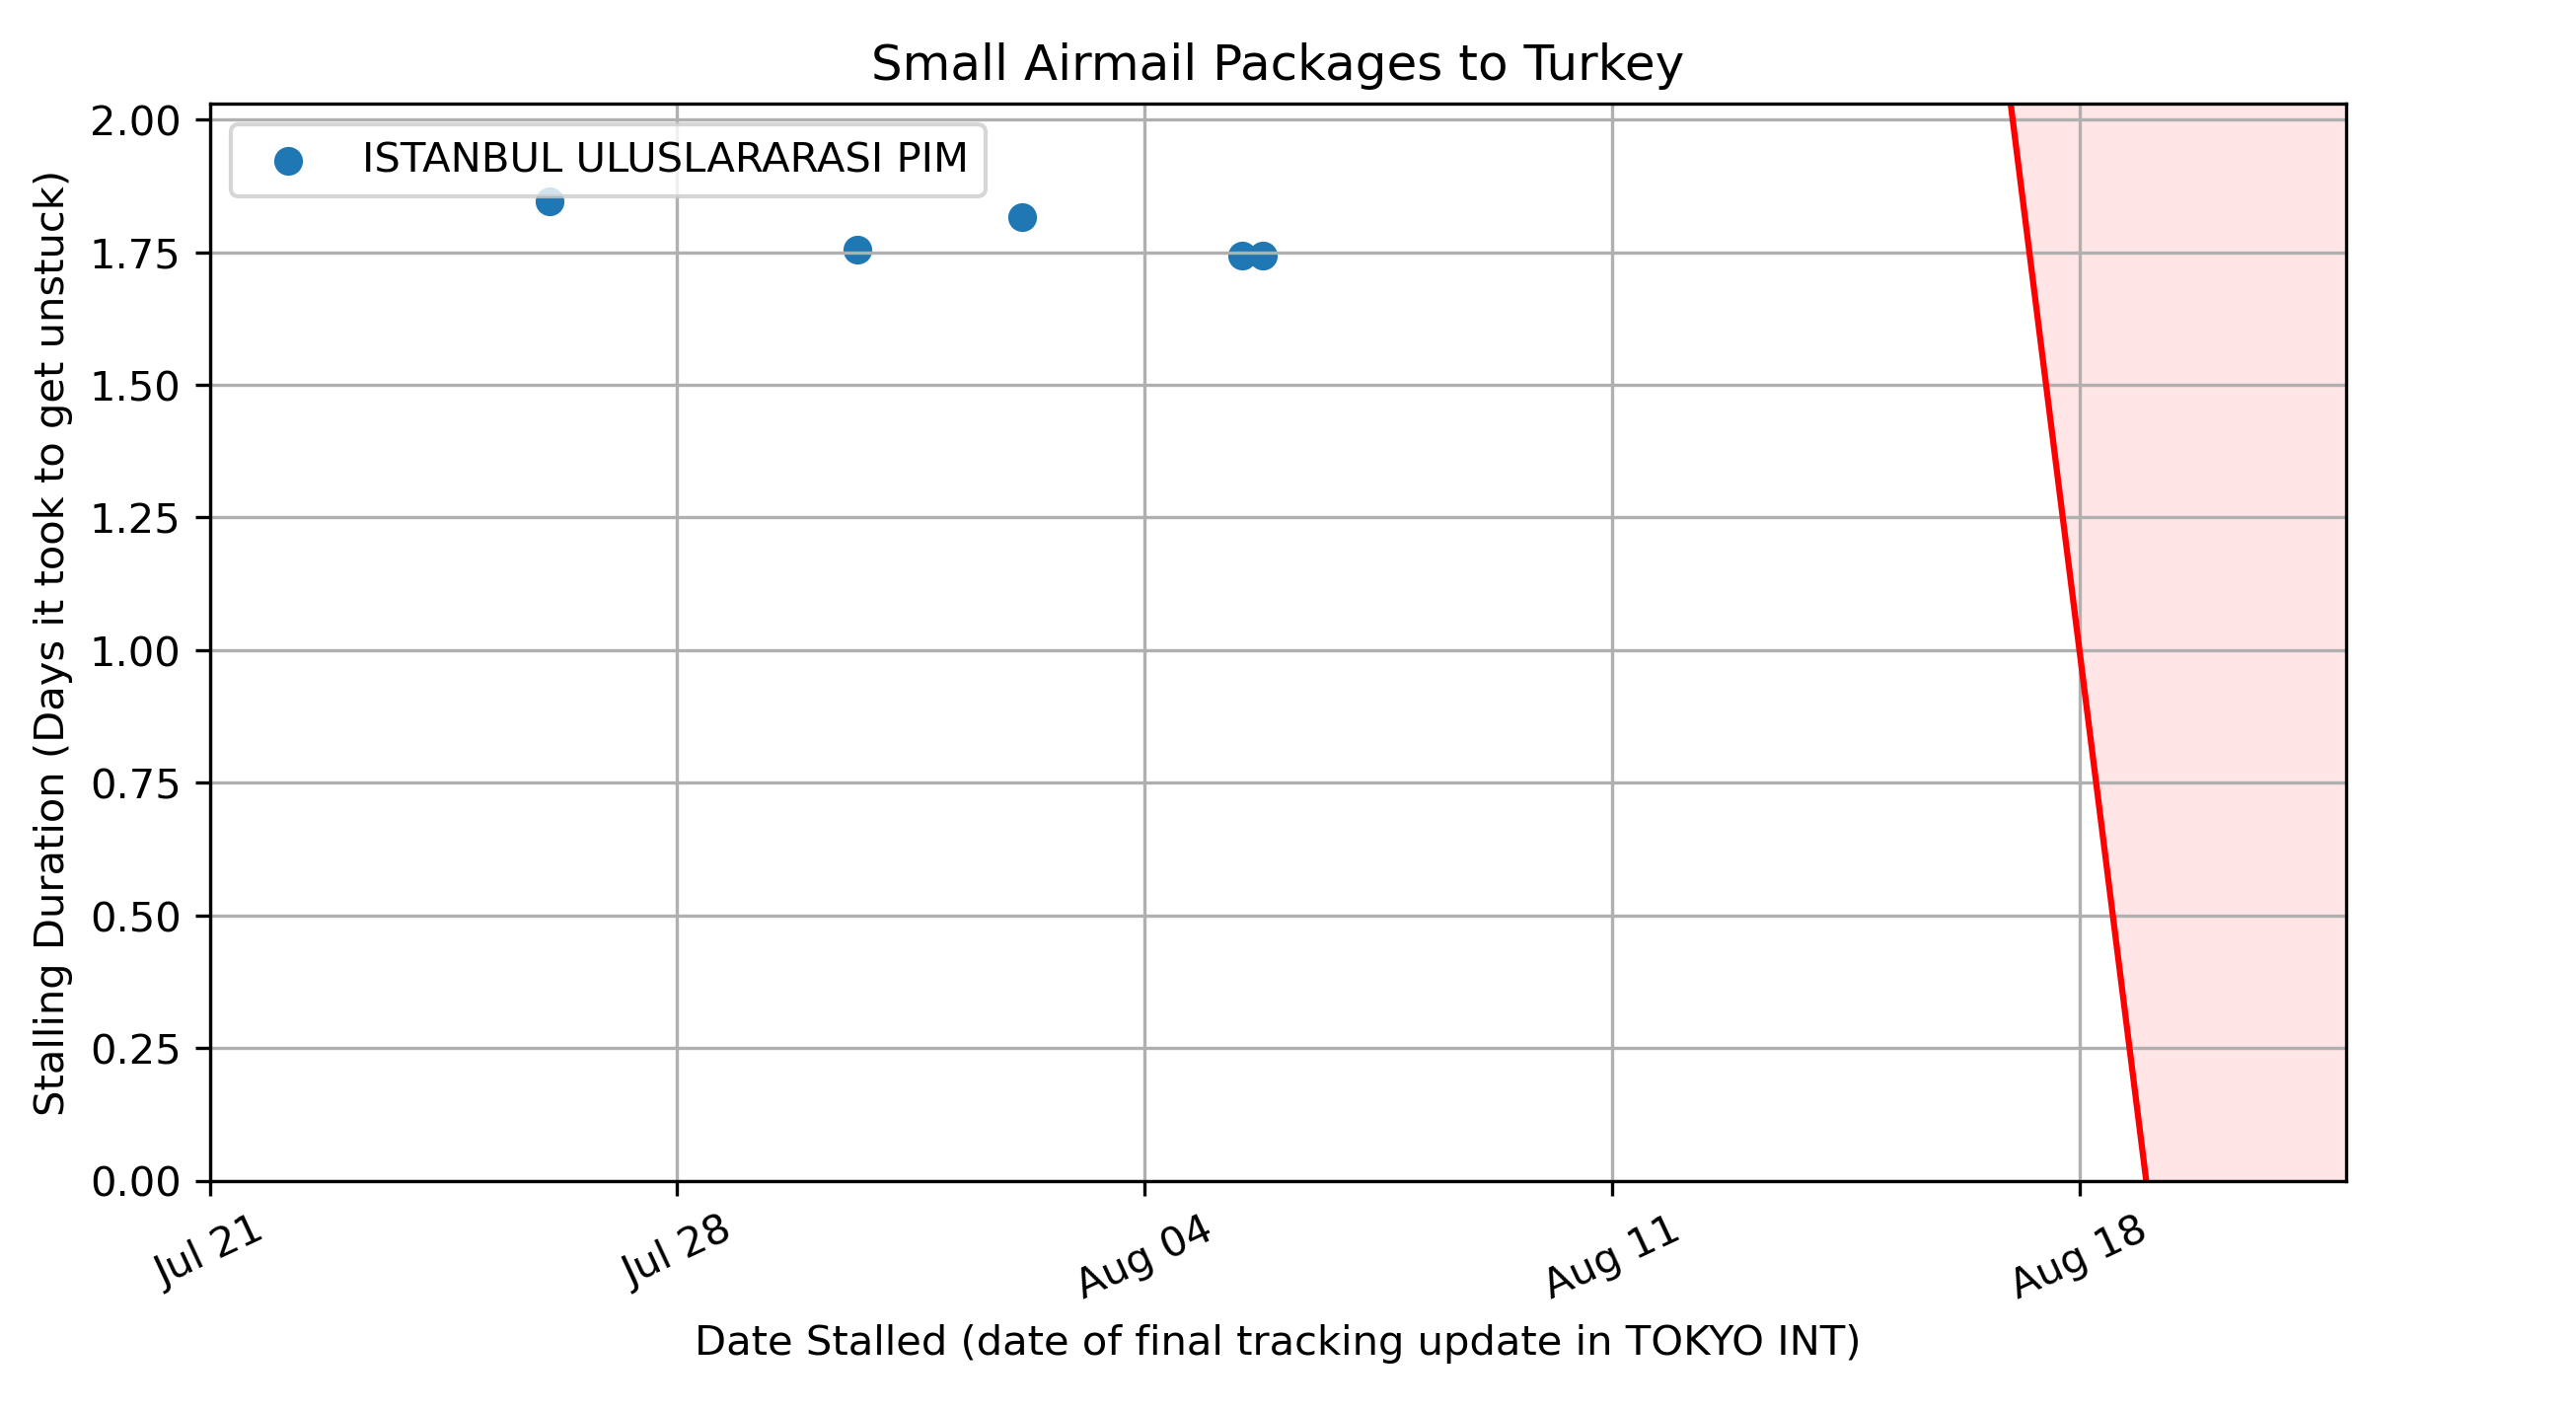 Small Airmail Packages to Turkey
ISTANBUL ULUSLARARASI PIM
Stalling Duration (Days it took to get unstuck)
2.00
1.75
1.50
1.25
1.00
0.75
0.50
0.25
0.00
Jul 21
Jul 28
Aug 04
Aug 11
Aug 18
Date Stalled (date of final tracking update in TOKYO INT)